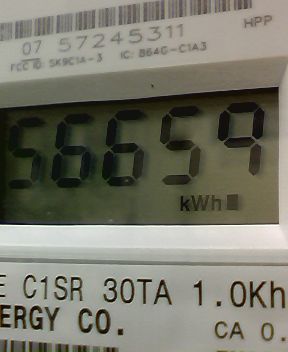 07 57245311
HPP
FCC ID: SK9C1A-3 IC: 864G-C1A3
56659
kWh
C1SR 30TA 1.0Kh
ERGY CO.
CA 0.